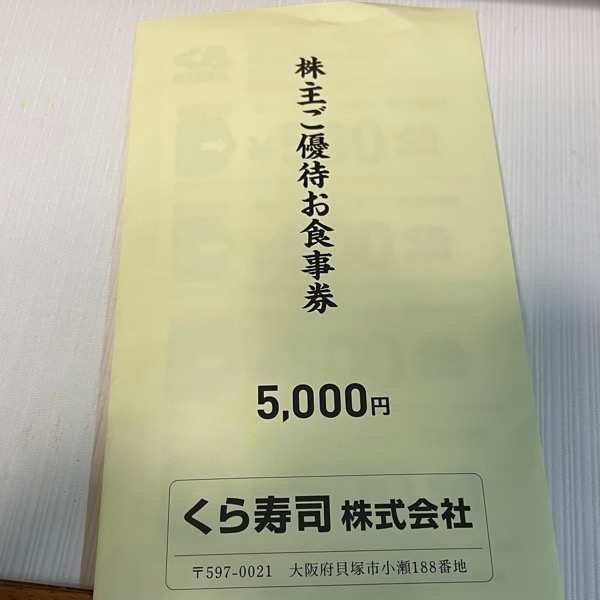 株主ご優待お食事券
5,000円
くら寿司 株式会社
〒597-0021 大阪府貝塚市小瀬188番地